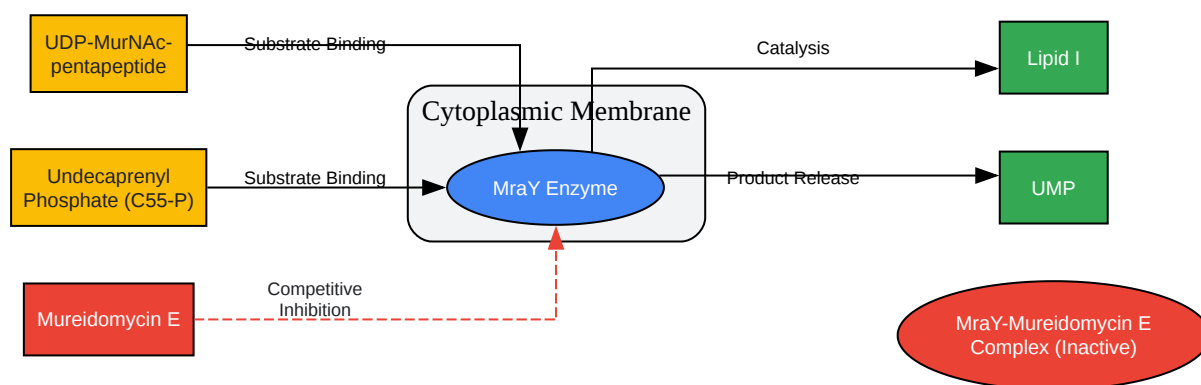 UDP-MurNAc-
pentapeptide
Substrate Binding
Catalysis
Lipid I
Cytoplasmic Membrane
Undecaprenyl
Phosphate (C55-P)
Substrate Binding
MraY Enzyme
Product Release
UMP
Mureidomycin E
Competitive
Inhibition
MraY-Mureidomycin E
Complex (Inactive)